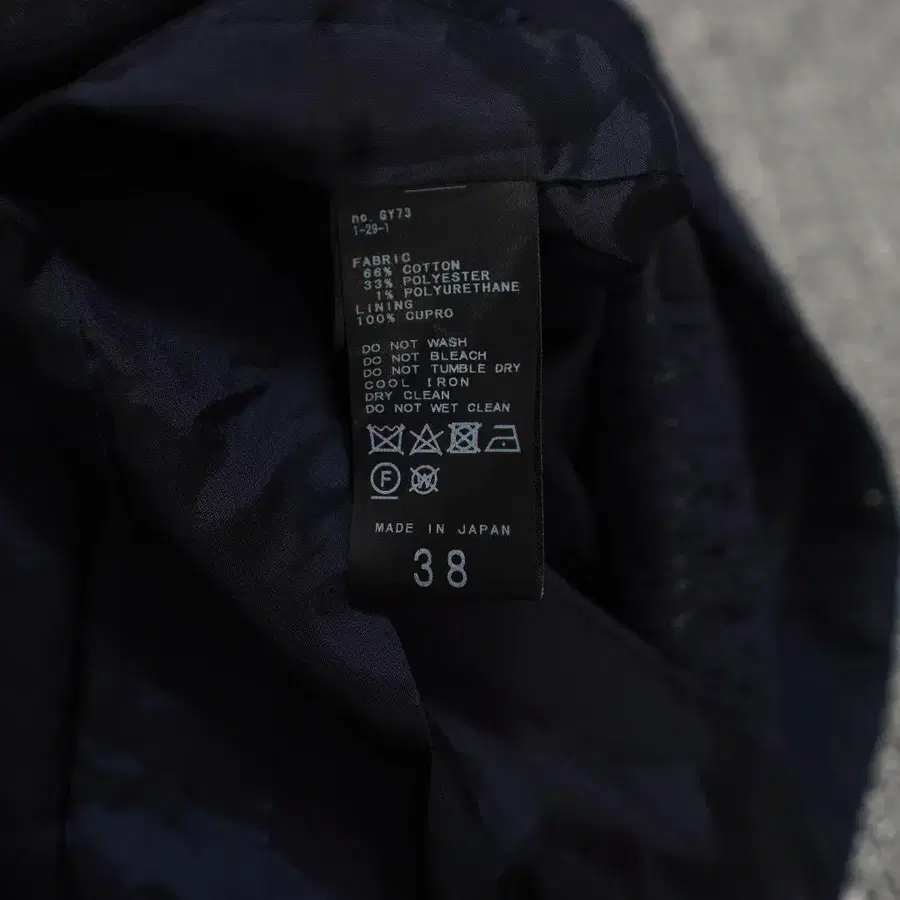 no. GY73
1-29-1
FABRIC
66% COTTON
33% POLYESTER
1% POLYURETHANE
LINING
100% CUPRO
DO NOT WASH
DO NOT BLEACH
DO NOT TUMBLE DRY
COOL IRON
DRY CLEAN
DO NOT WET CLEAN
F W
MADE IN JAPAN
38